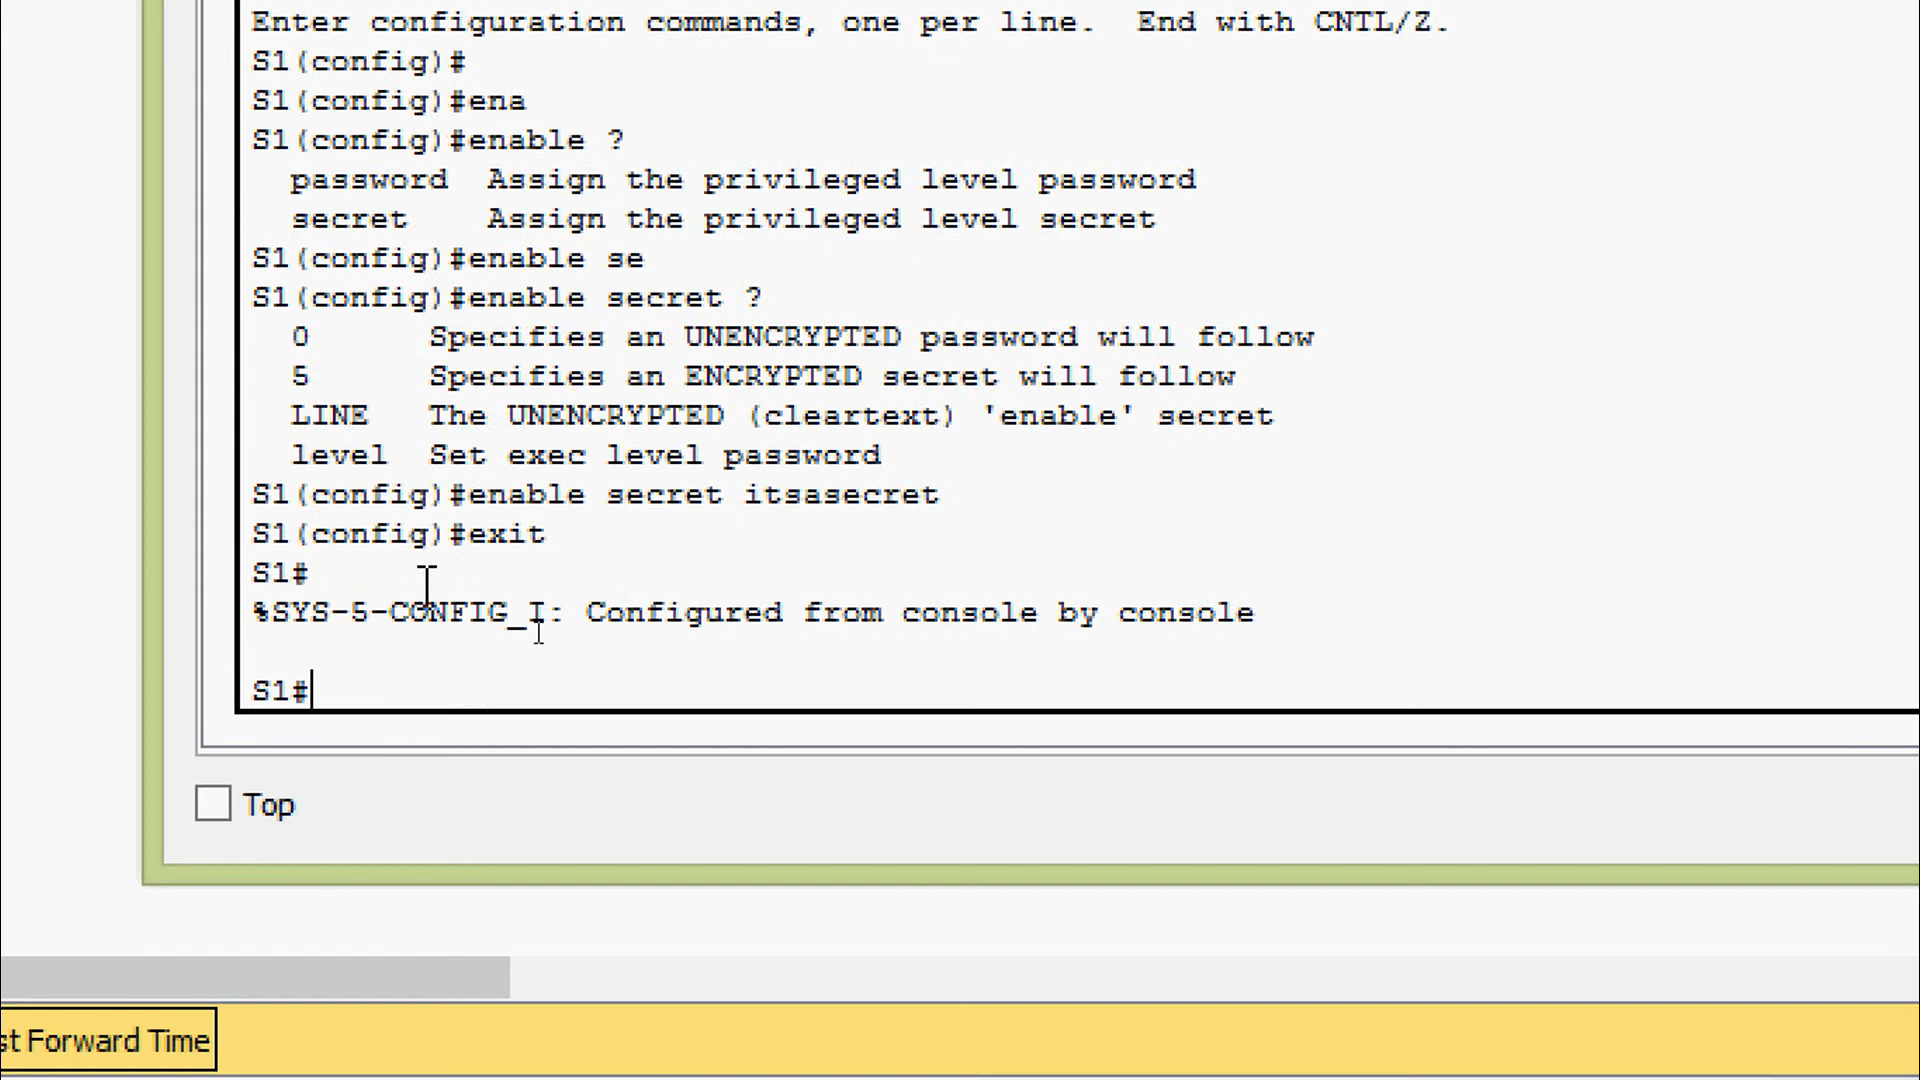 Enter configuration commands, one per line.  End with CNTL/Z.
S1(config)#
S1(config)#ena
S1(config)#enable ?
  password  Assign the privileged level password
  secret    Assign the privileged level secret
S1(config)#enable se
S1(config)#enable secret ?
  0      Specifies an UNENCRYPTED password will follow
  5      Specifies an ENCRYPTED secret will follow
  LINE   The UNENCRYPTED (cleartext) 'enable' secret
  level  Set exec level password
S1(config)#enable secret itsasecret
S1(config)#exit
S1#
%SYS-5-CONFIG_I: Configured from console by console
S1#
Top
st Forward Time